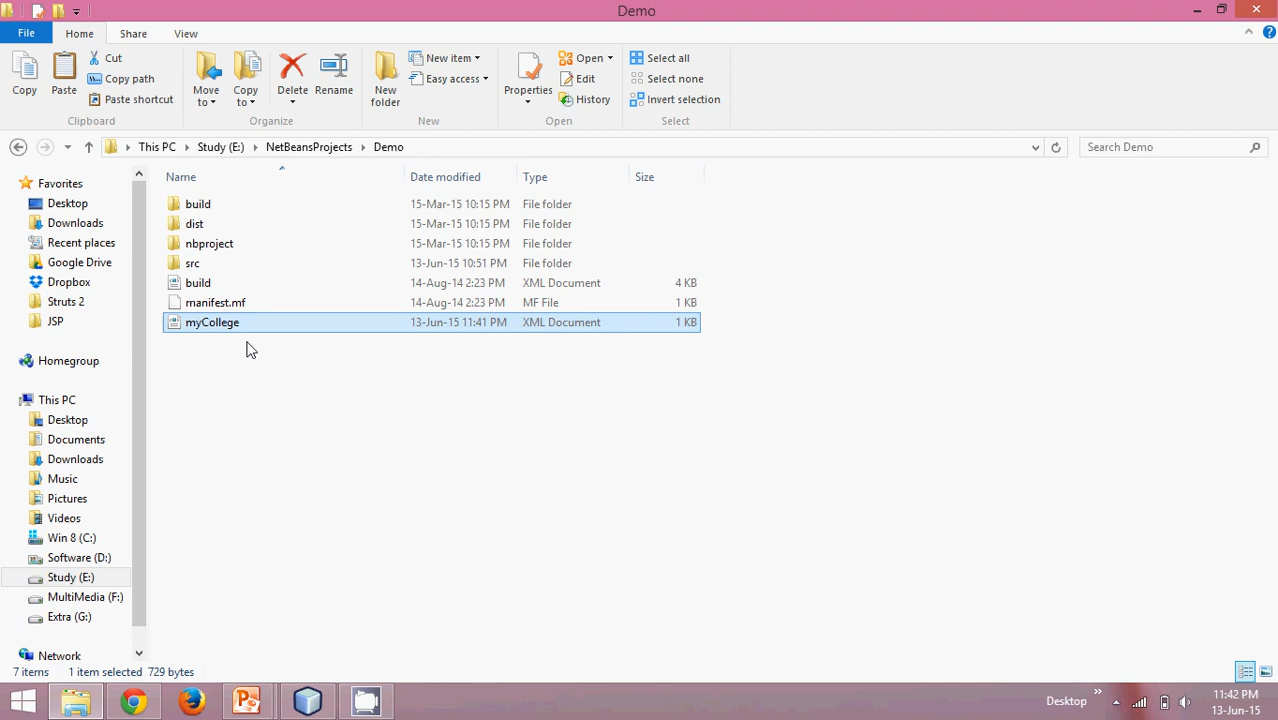 Demo
File Home Share View
Copy
Paste
Cut
Copy path
Paste shortcut
Clipboard
Move to
Copy to
Delete
Rename
Organize
New folder
New item
Easy access
New
Properties
Open
Edit
History
Open
Select all
Select none
Invert selection
Select
This PC Study (E:) NetBeansProjects Demo
Search Demo
Favorites
Desktop
Downloads
Recent places
Google Drive
Dropbox
Struts 2
JSP
Homegroup
This PC
Desktop
Documents
Downloads
Music
Pictures
Videos
Win 8 (C:)
Software (D:)
Study (E:)
MultiMedia (F:)
Extra (G:)
Network
Name Date modified Type Size
build 15-Mar-15 10:15 PM File folder
dist 15-Mar-15 10:15 PM File folder
nbproject 15-Mar-15 10:15 PM File folder
src 13-Jun-15 10:51 PM File folder
build 14-Aug-14 2:23 PM XML Document 4 KB
manifest.mf 14-Aug-14 2:23 PM MF File 1 KB
myCollege 13-Jun-15 11:41 PM XML Document 1 KB
7 items 1 item selected 729 bytes
Desktop
11:42 PM
13-Jun-15